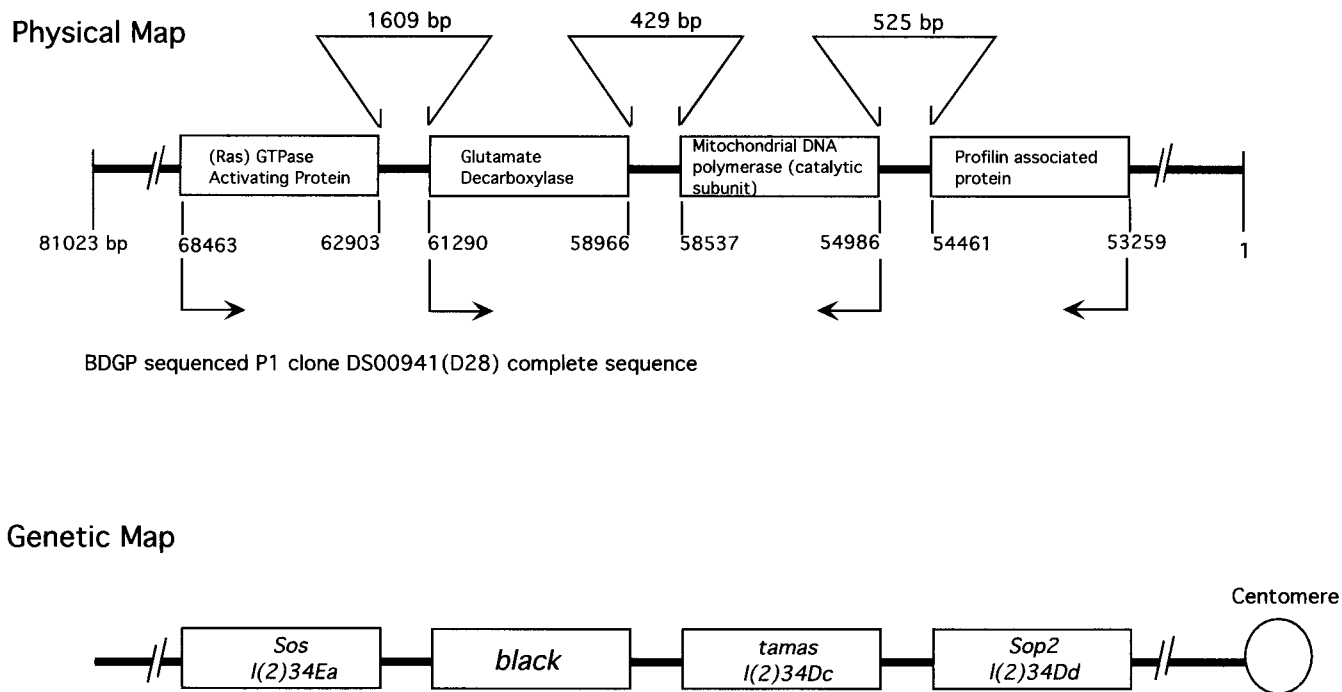 Physical Map
1609 bp
429 bp
525 bp
(Ras) GTPase
Activating Protein
Glutamate
Decarboxylase
Mitochondrial DNA
polymerase (catalytic
subunit)
Profilin associated
protein
81023 bp
68463
62903
61290
58966
58537
54986
54461
53259
1
BDGP sequenced P1 clone DS00941(D28) complete sequence
Genetic Map
Centomere
Sos
l(2)34Ea
black
tamas
l(2)34Dc
Sop2
l(2)34Dd